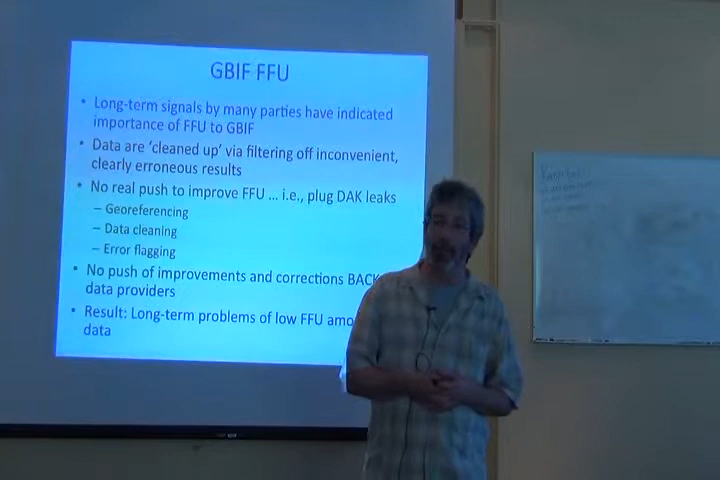 GBIF FFU
• Long-term signals by many parties have indicated
importance of FFU to GBIF
• Data are 'cleaned up' via filtering off inconvenient,
clearly erroneous results
• No real push to improve FFU ... i.e., plug DAK leaks
– Georeferencing
– Data cleaning
– Error flagging
• No push of improvements and corrections BACK
data providers
• Result: Long-term problems of low FFU amo
data